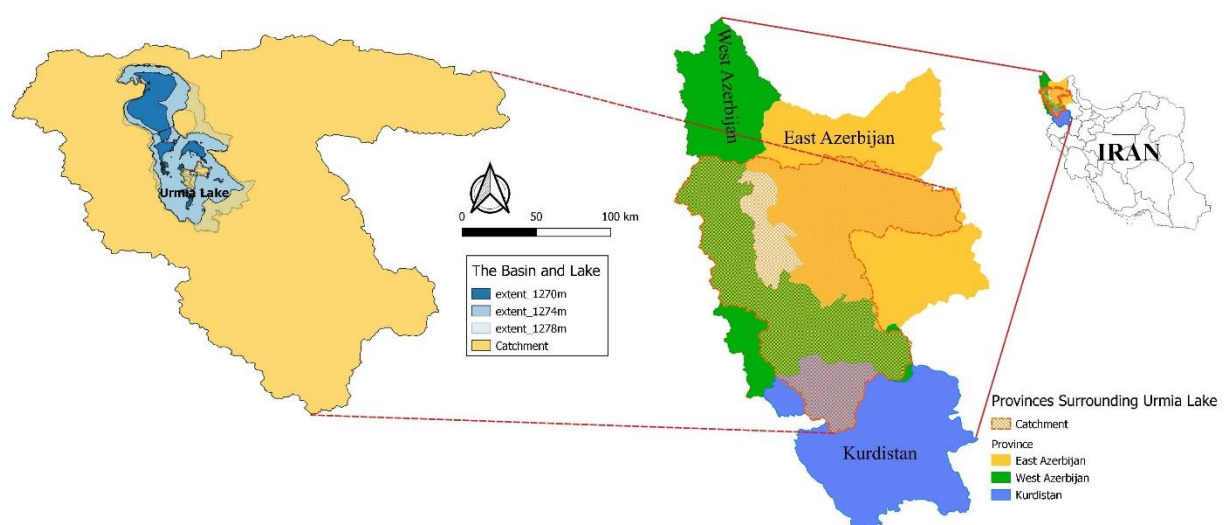 Urmia Lake
0 50 100 km
The Basin and Lake
extent_1270m
extent_1274m
extent_1278m
Catchment
West Azerbijan
East Azerbijan
Kurdistan
IRAN
Provinces Surrounding Urmia Lake
Catchment
Province
East Azerbijan
West Azerbijan
Kurdistan